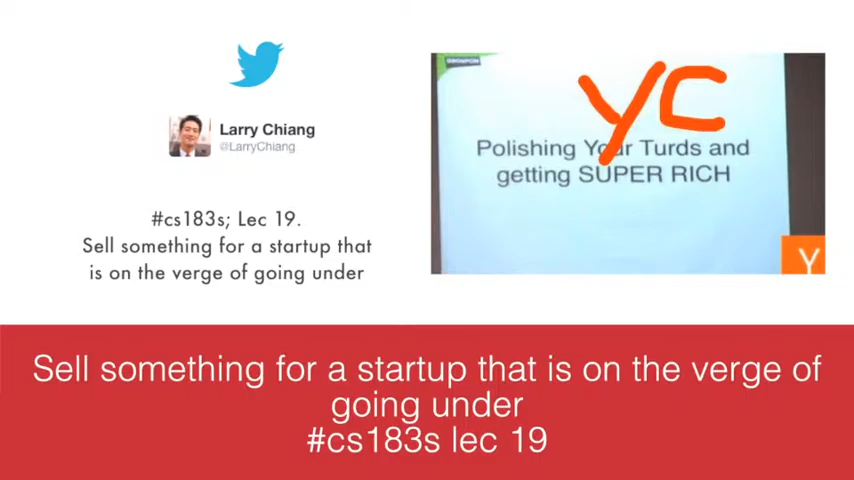 Larry Chiang
@LarryChiang
#cs183s; Lec 19.
Sell something for a startup that
is on the verge of going under
GROUPON
YC
Polishing Your Turds and
getting SUPER RICH
Y
Sell something for a startup that is on the verge of
going under
#cs183s lec 19